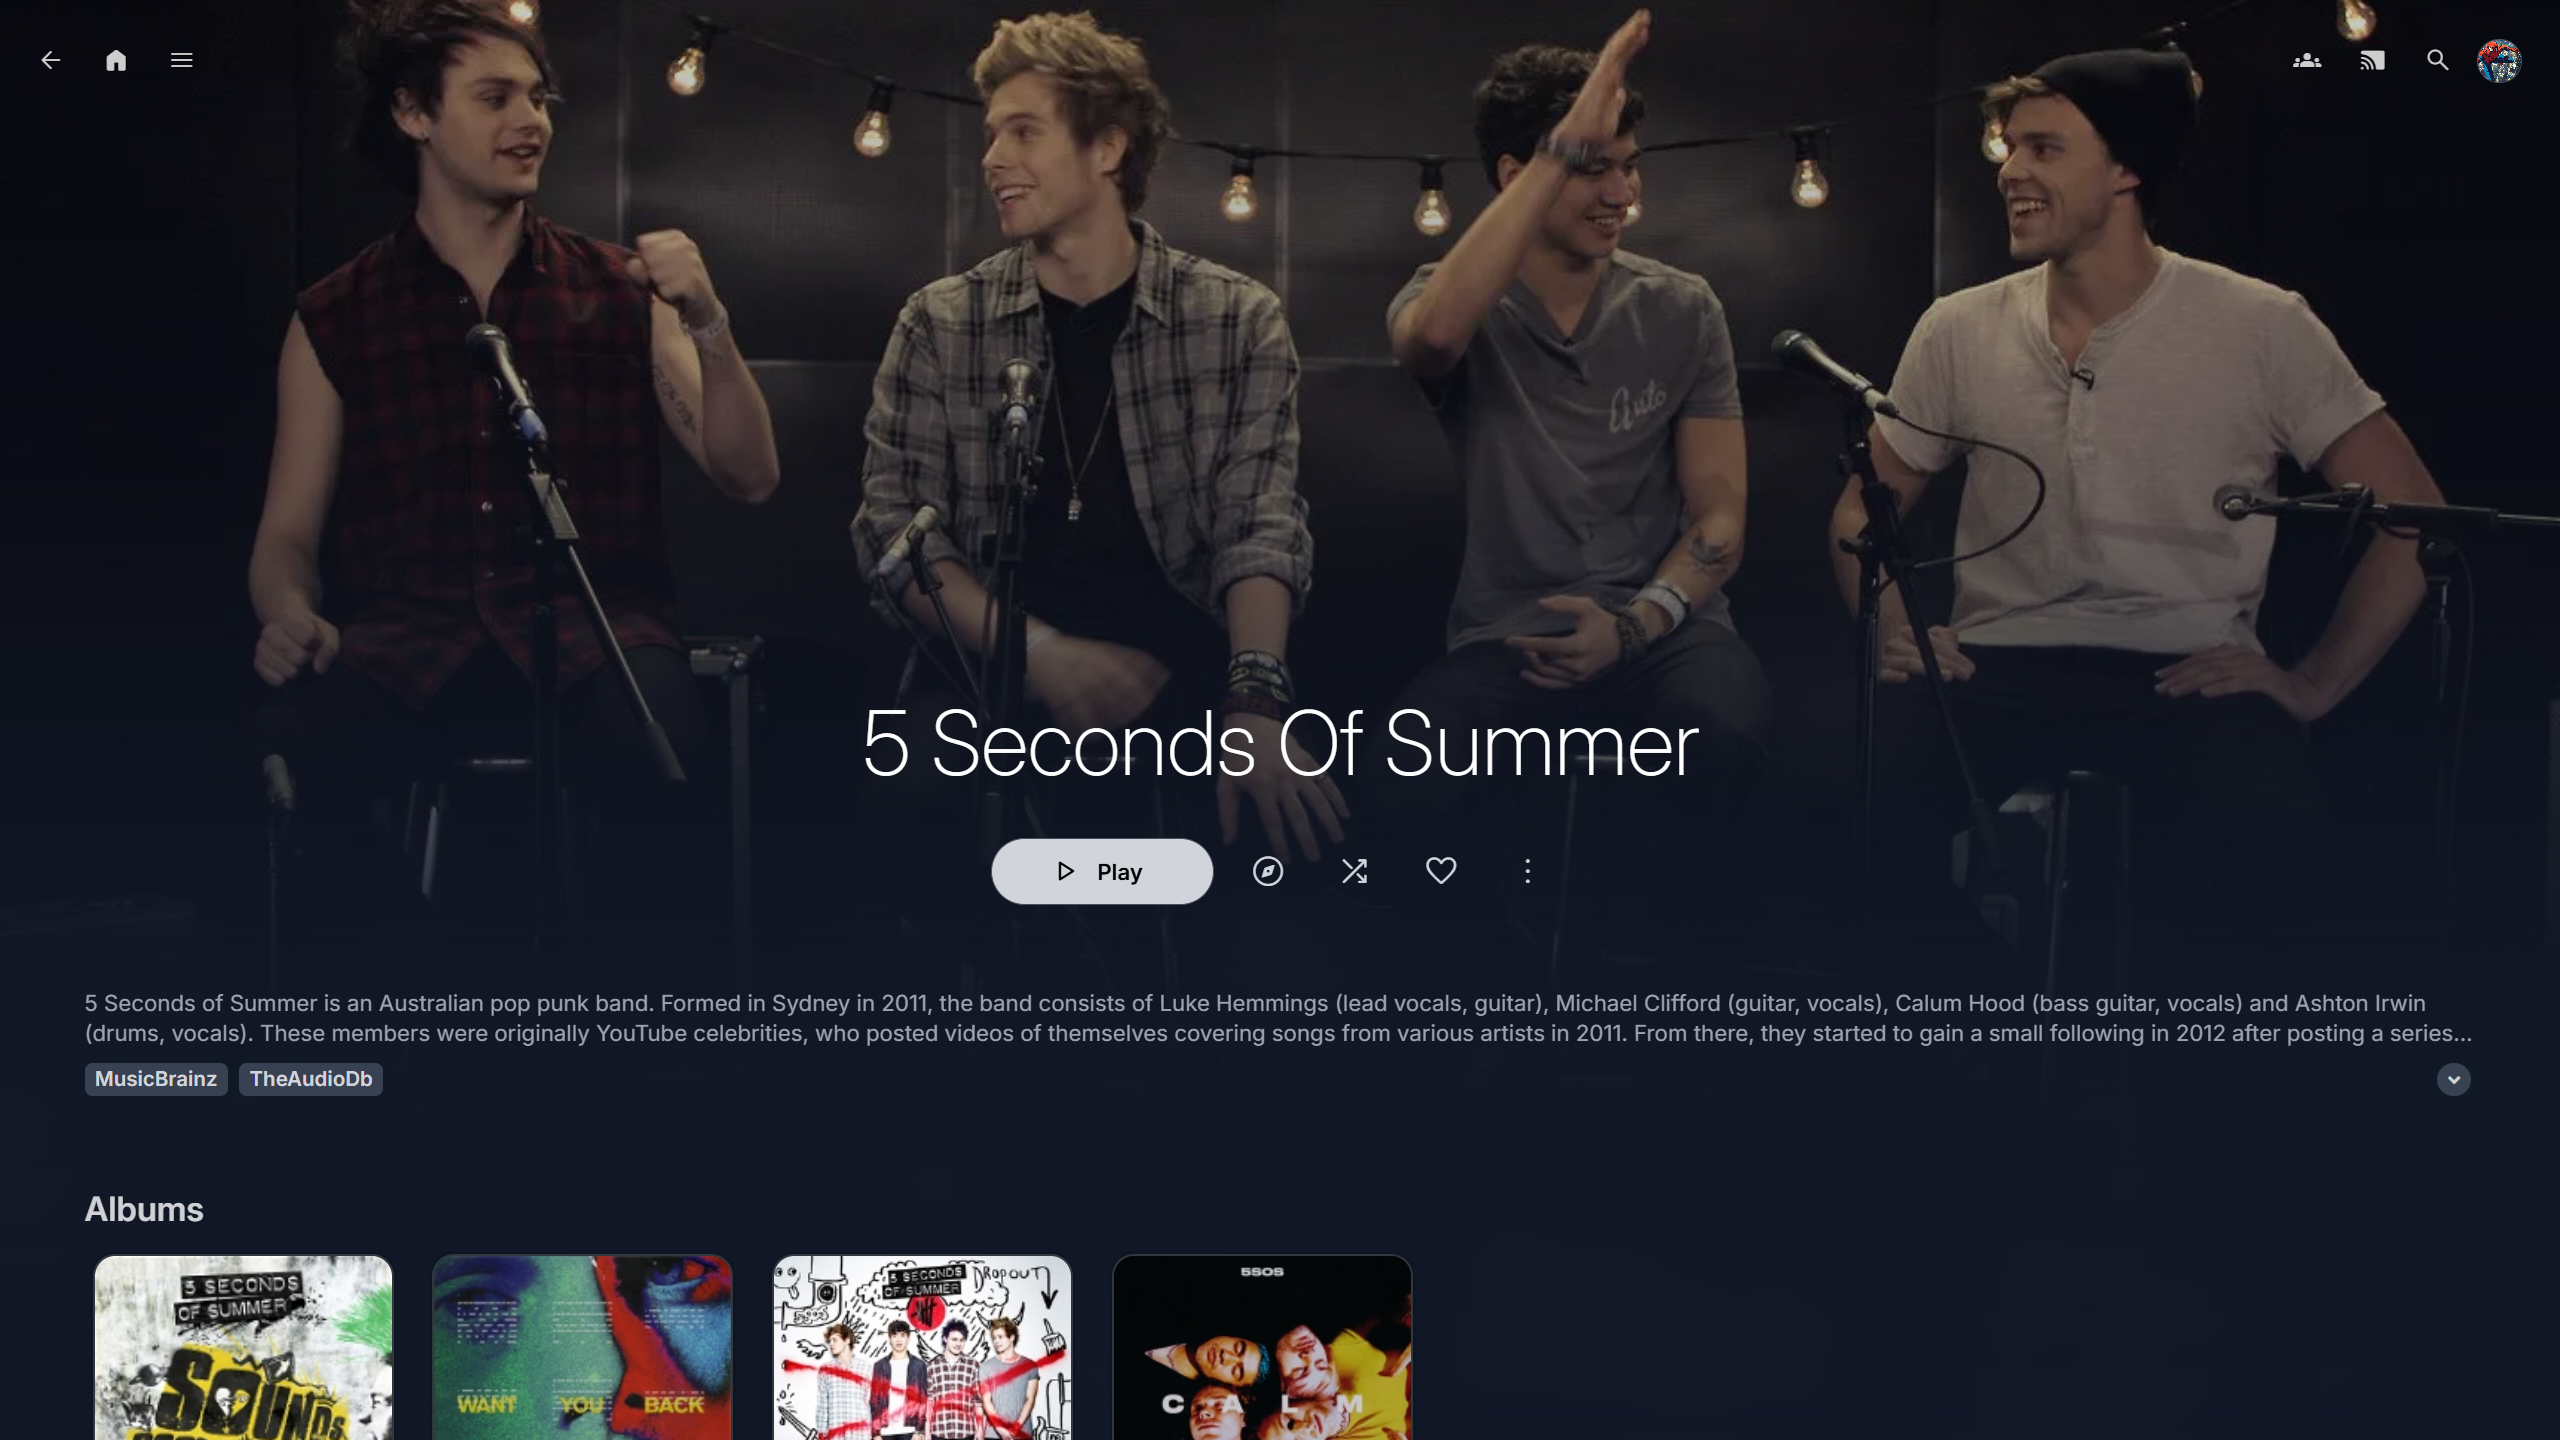 Auto
5 Seconds Of Summer
Play
5 Seconds of Summer is an Australian pop punk band. Formed in Sydney in 2011, the band consists of Luke Hemmings (lead vocals, guitar), Michael Clifford (guitar, vocals), Calum Hood (bass guitar, vocals) and Ashton Irwin
(drums, vocals). These members were originally YouTube celebrities, who posted videos of themselves covering songs from various artists in 2011. From there, they started to gain a small following in 2012 after posting a series...
MusicBrainz TheAudioDb
Albums
5 SECONDS
OF SUMMER
SOUNDS
WANT YOU BACK
5 SECONDS
OF SUMMER
DROPOUT
5SOS
C A L M